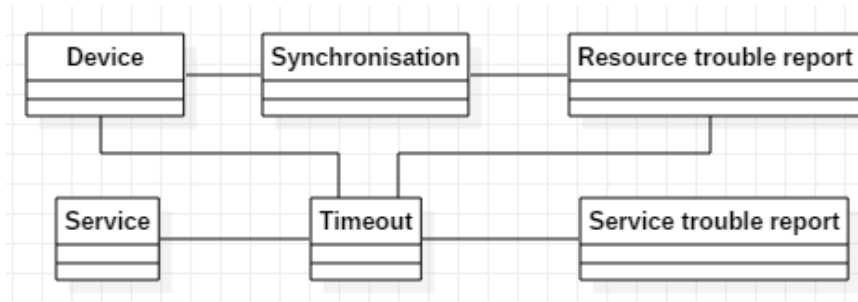 Device
Synchronisation
Resource trouble report
Service
Timeout
Service trouble report